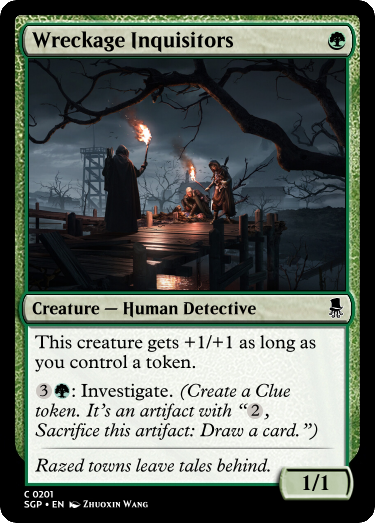 Wreckage Inquisitors
Creature — Human Detective
This creature gets +1/+1 as long as
you control a token.
3: Investigate. (Create a Clue
token. It's an artifact with “2,
Sacrifice this artifact: Draw a card.”)
Razed towns leave tales behind.
1/1
C 0201
SGP • EN Zhuoxin Wang